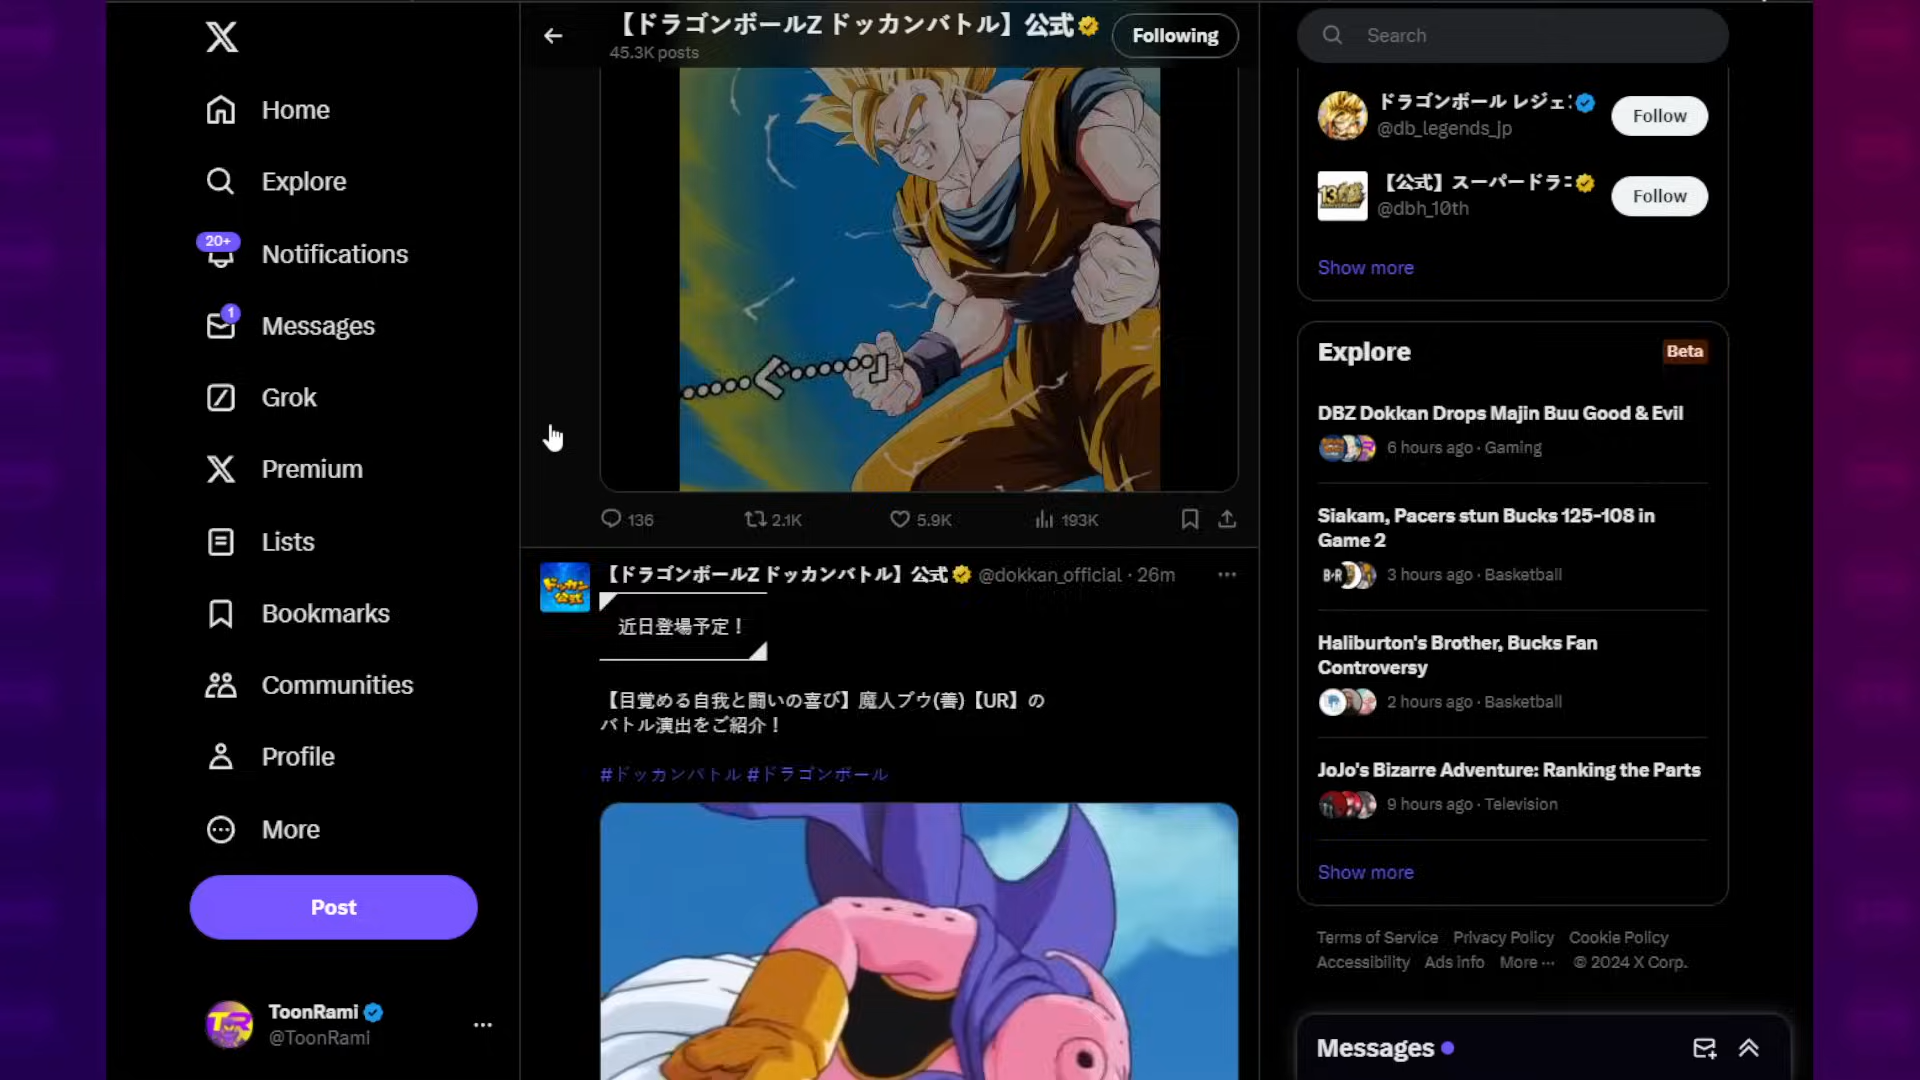 Home
Explore
20+
Notifications
1
Messages
Grok
Premium
Lists
Bookmarks
Communities
Profile
More
Post
ToonRami
@ToonRami
【ドラゴンボールZ ドッカンバトル】公式
45.3K posts
Following
136
2.1K
5.9K
193K
【ドラゴンボールZ ドッカンバトル】公式 @dokkan_official · 26m
近日登場予定！
【目覚める自我と闘いの喜び】魔人ブウ(善)【UR】の
バトル演出をご紹介！
#ドッカンバトル #ドラゴンボール
Search
ドラゴンボール レジェ
@db_legends_jp
Follow
【公式】スーパードラゴ
@dbh_10th
Follow
Show more
Explore
Beta
DBZ Dokkan Drops Majin Buu Good & Evil
6 hours ago · Gaming
Siakam, Pacers stun Bucks 125-108 in
Game 2
3 hours ago · Basketball
Haliburton's Brother, Bucks Fan
Controversy
2 hours ago · Basketball
JoJo's Bizarre Adventure: Ranking the Parts
9 hours ago · Television
Show more
Terms of Service Privacy Policy Cookie Policy
Accessibility Ads info More ··· © 2024 X Corp.
Messages